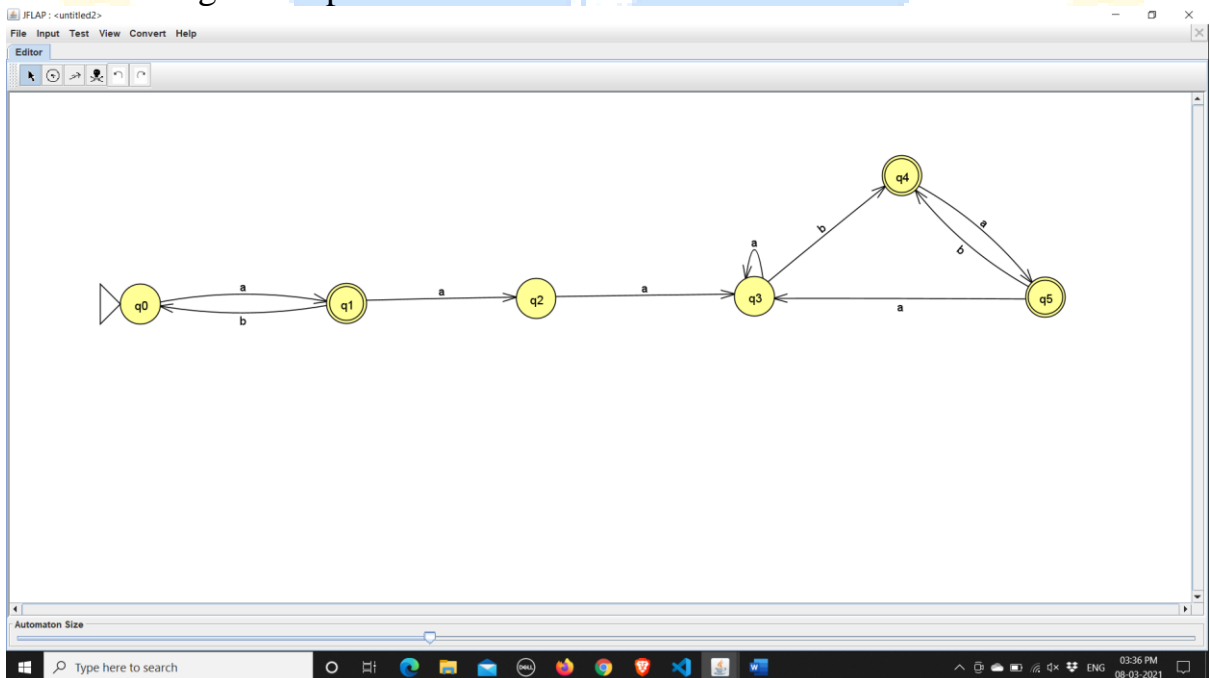 JFLAP : <untitled2>
File Input Test View Convert Help
Editor
q4
b
a
b
a
q0
a
b
q1
a
q2
a
q3
a
q5
Automaton Size
Type here to search
DELL
W
ENG
03:36 PM
08-03-2021